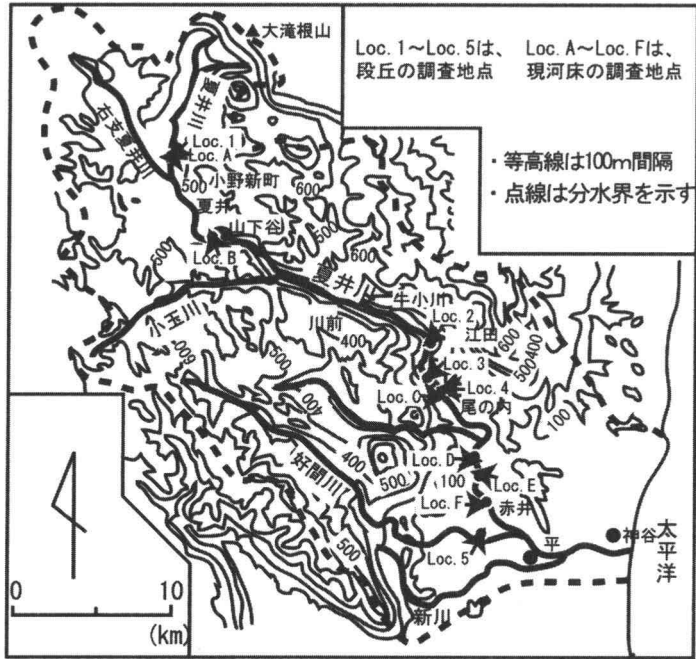 大滝根山
Loc.1～Loc.5は、
段丘の調査地点
Loc.A～Loc.Fは、
現河床の調査地点
・等高線は100m間隔
・点線は分水界を示す
右支夏井川
夏井川
Loc.1
Loc.A
500
小野新町
600
夏井
山下谷
500
600
600
Loc.B
夏井川
牛小川
Loc.2
江田
小玉川
川前
400
600
500
400
600
500
Loc.3
Loc.4
Loc.C
尾の内
400
100
400
500
Loc.D
100
Loc.E
好間川
Loc.F
赤井
500
神谷
平
太平洋
Loc.5
新川
0
10
(km)